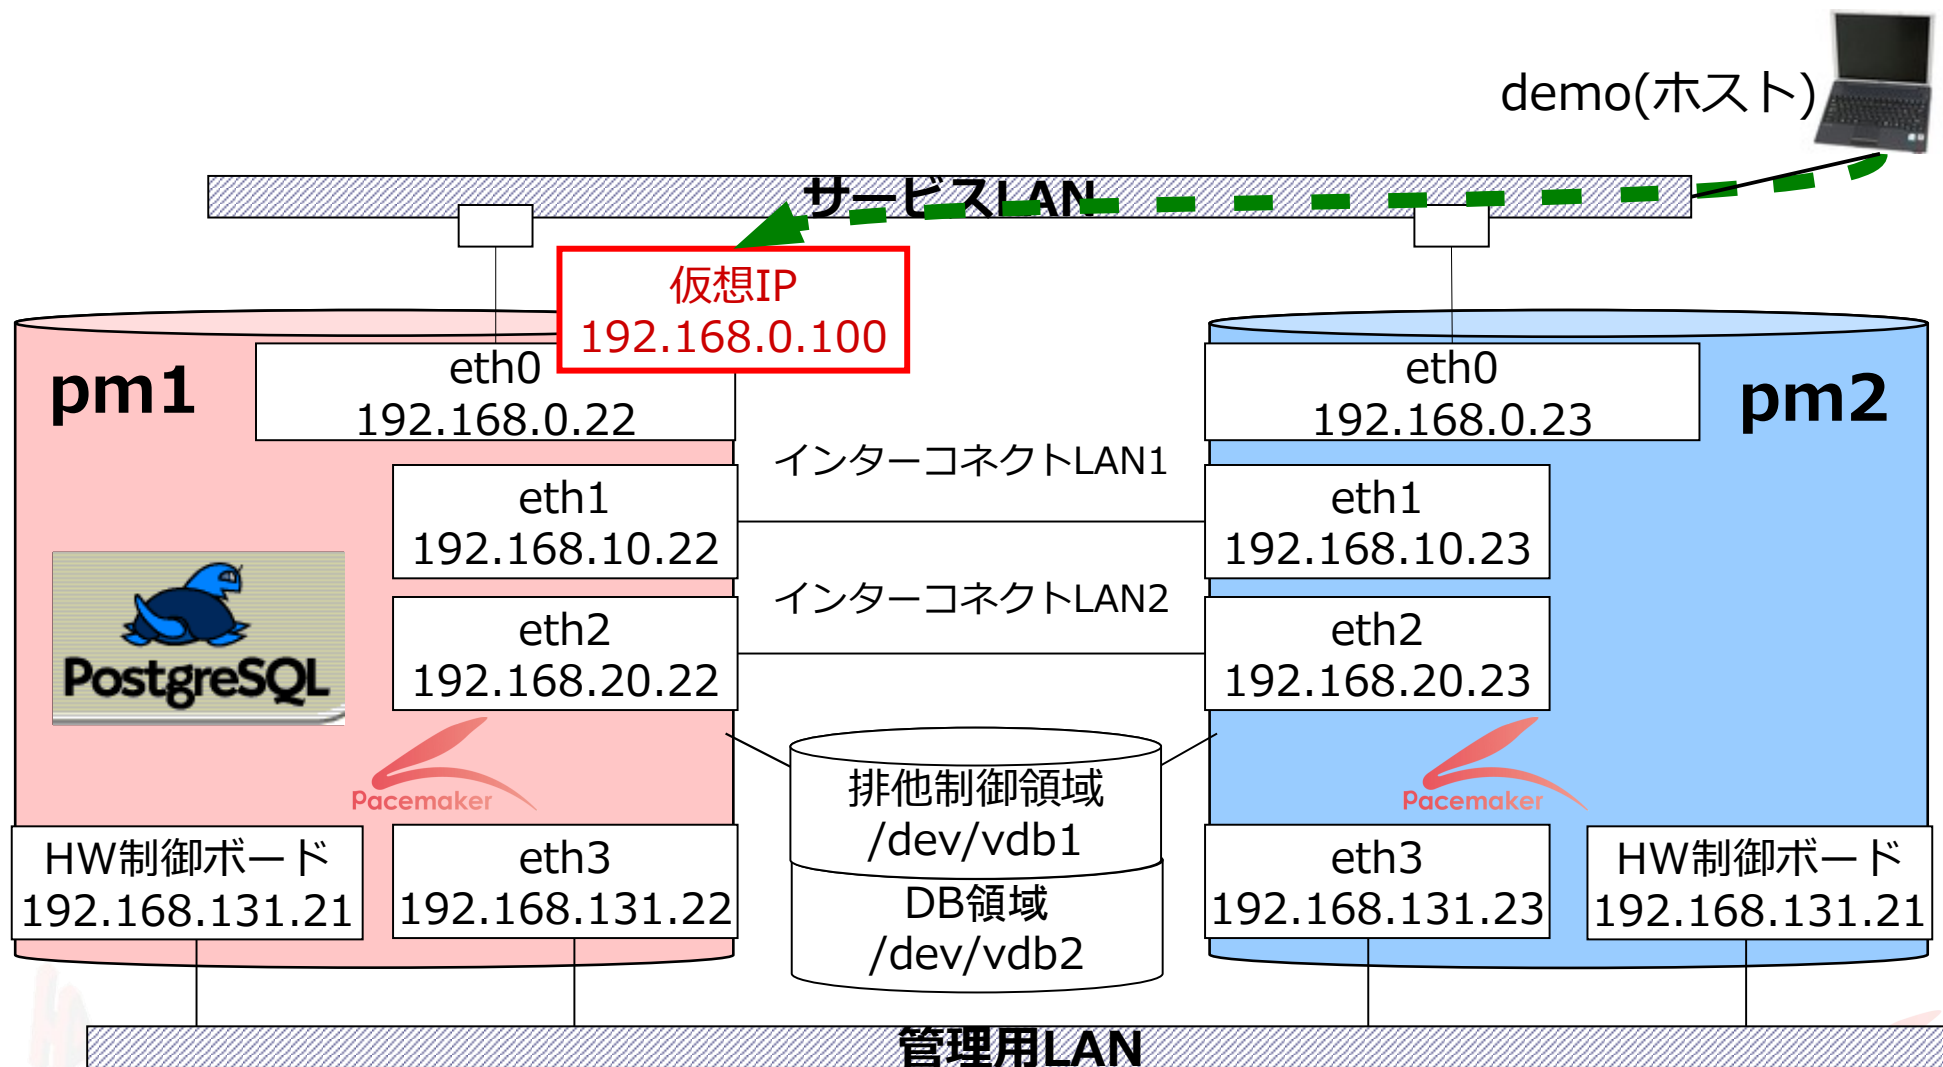 demo(ホスト)
サービスLAN
仮想IP
192.168.0.100
pm1
eth0
192.168.0.22
eth0
192.168.0.23
pm2
インターコネクトLAN1
eth1
192.168.10.22
eth1
192.168.10.23
インターコネクトLAN2
eth2
192.168.20.22
eth2
192.168.20.23
PostgreSQL
Pacemaker
Pacemaker
排他制御領域
/dev/vdb1
DB領域
/dev/vdb2
HW制御ボード
192.168.131.21
eth3
192.168.131.22
eth3
192.168.131.23
HW制御ボード
192.168.131.21
管理用LAN